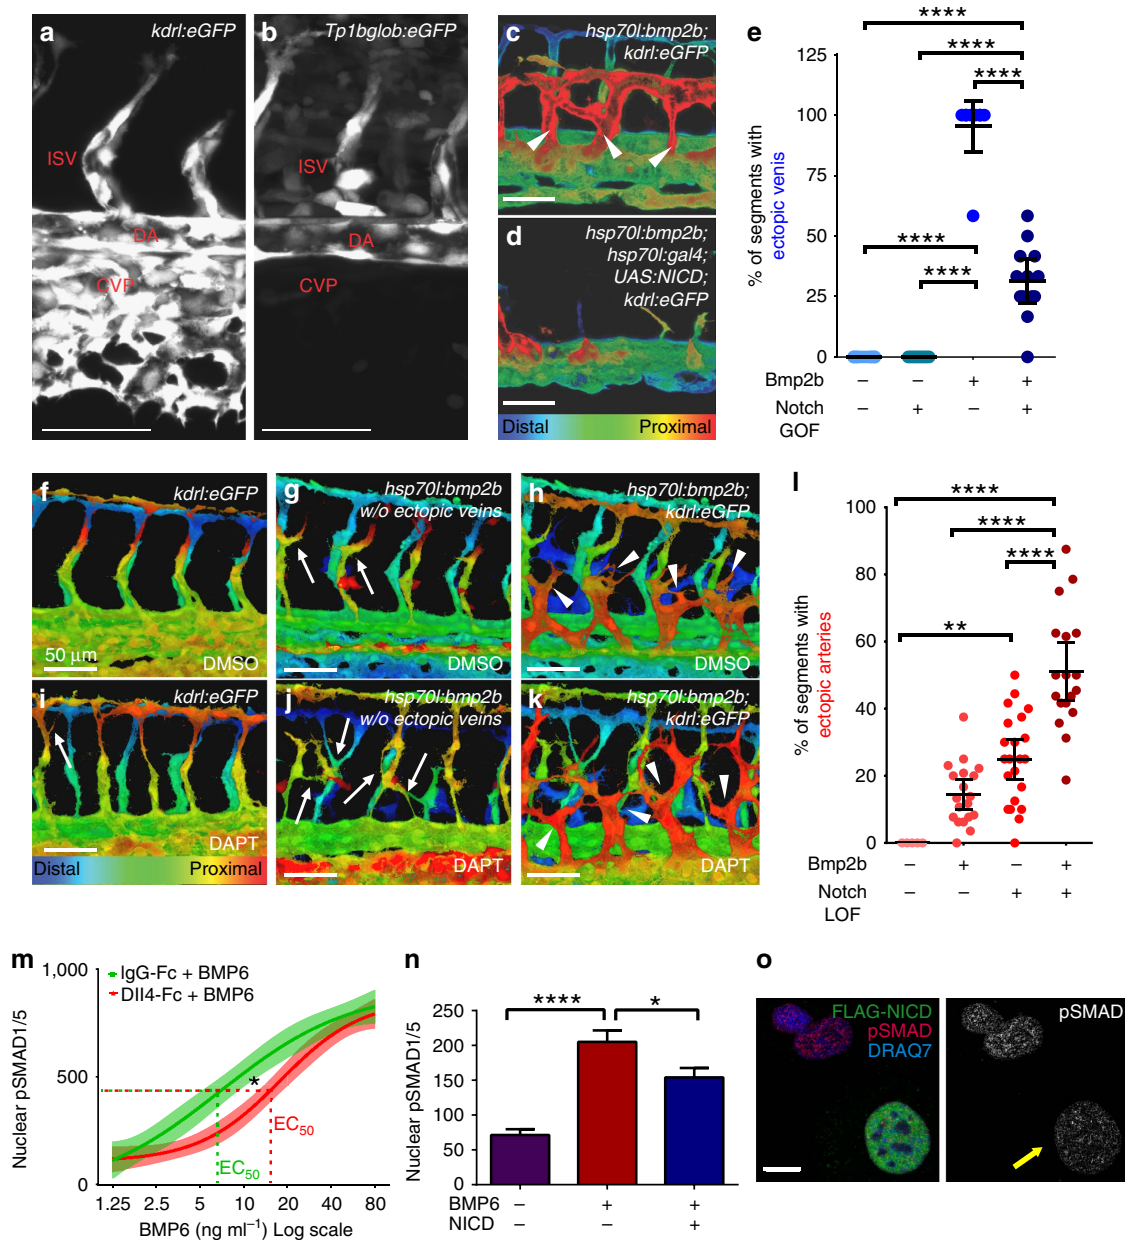 a
kdrl:eGFP
ISV
DA
CVP
b
Tp1bglob:eGFP
ISV
DA
CVP
c
hsp70l:bmp2b;
kdrl:eGFP
d
hsp70l:bmp2b;
hsp70l:gal4;
UAS:NICD;
kdrl:eGFP
Distal
Proximal
e
% of segments with
ectopic venis
125
100
75
50
25
0
****
****
****
****
****
Bmp2b – – + +
Notch – + – +
GOF
f
kdrl:eGFP
50 μm
DMSO
g
hsp70l:bmp2b
w/o ectopic veins
DMSO
h
hsp70l:bmp2b;
kdrl:eGFP
DMSO
i
kdrl:eGFP
DAPT
Distal
Proximal
j
hsp70l:bmp2b
w/o ectopic veins
DAPT
k
hsp70l:bmp2b;
kdrl:eGFP
DAPT
l
% of segments with
ectopic arteries
100
80
60
40
20
0
****
****
****
**
Bmp2b – + – +
Notch – – + +
LOF
m
Nuclear pSMAD1/5
1,000
500
0
IgG-Fc + BMP6
Dll4-Fc + BMP6
*
EC50
EC50
1.25 2.5 5 10 20 40 80
BMP6 (ng ml–1) Log scale
n
Nuclear pSMAD1/5
250
200
150
100
50
0
****
*
BMP6 – + +
NICD – – +
o
FLAG-NICD
pSMAD
DRAQ7
pSMAD